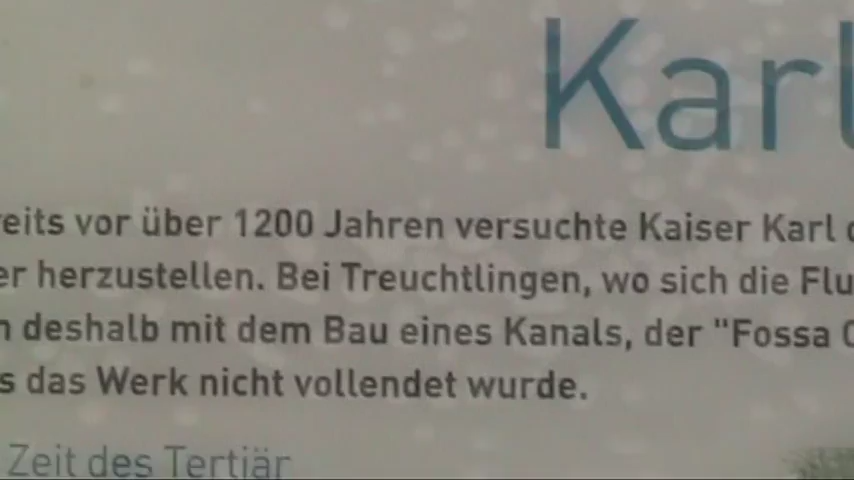 Karl
reits vor über 1200 Jahren versuchte Kaiser Karl d
er herzustellen. Bei Treuchtlingen, wo sich die Flu
n deshalb mit dem Bau eines Kanals, der "Fossa C
s das Werk nicht vollendet wurde.
Zeit des Tertiär